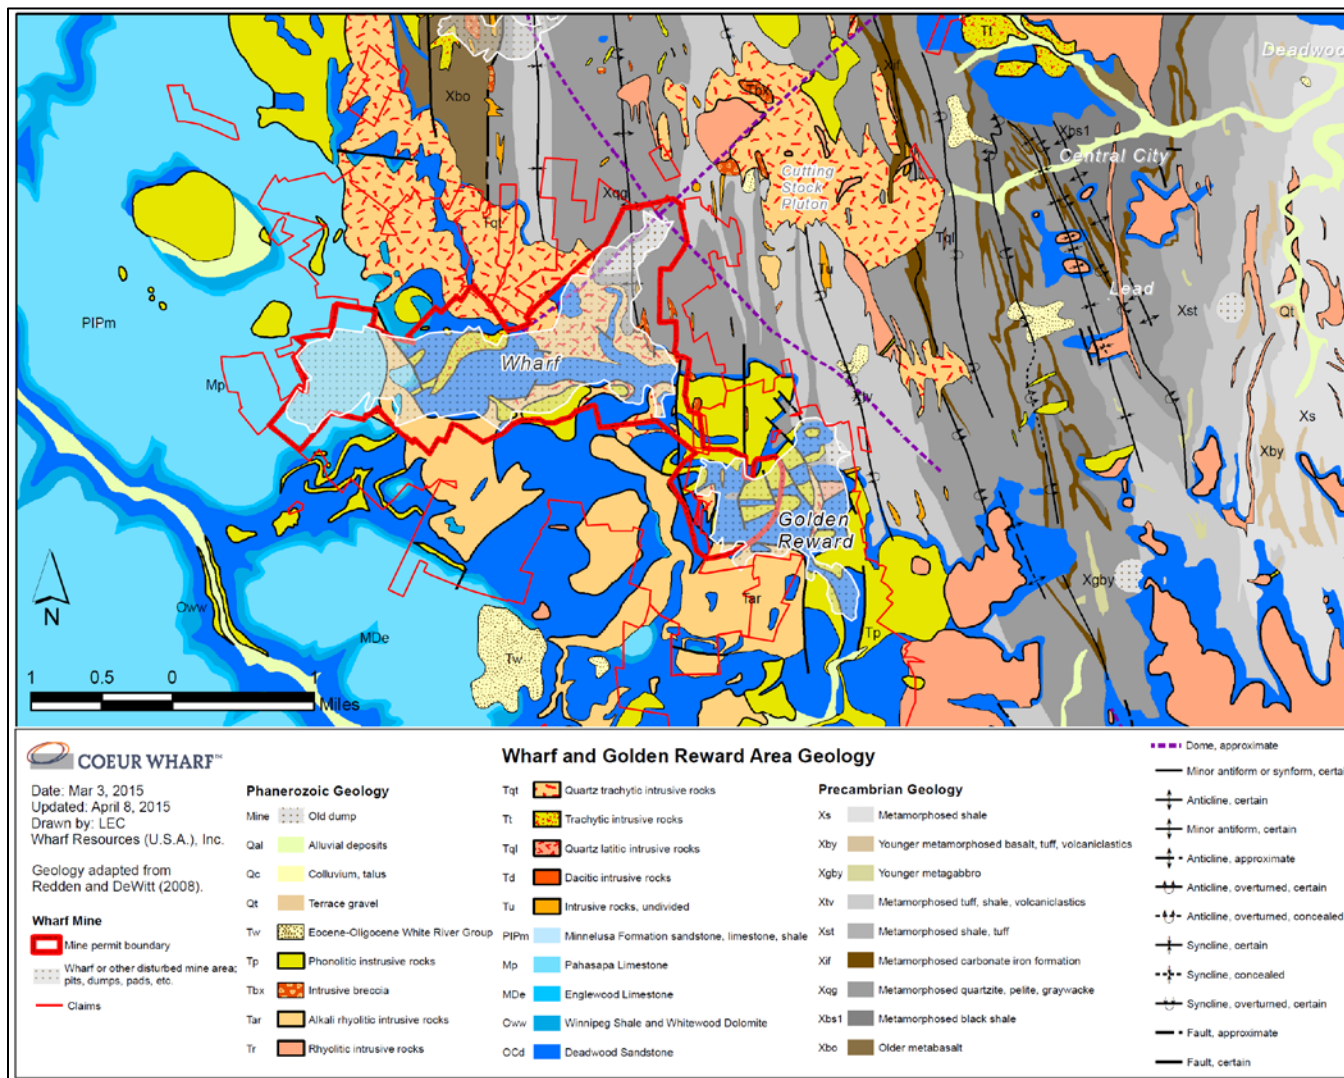 Deadwoo
Tt
Xif
Tbx
Xbo
Xbs1
Central City
Cutting
Stock
Pluton
Xqg
Tqt
Tql
Tu
Lead
Xst
Qt
PIPm
Wharf
Mp
Xtv
Xs
Xby
Golden
Reward
Xgby
N
Oww
MDe
Tar
Tp
Tw
1 0.5 0 1
Miles
COEUR WHARF™
Date: Mar 3, 2015
Updated: April 8, 2015
Drawn by: LEC
Wharf Resources (U.S.A.), Inc.
Geology adapted from
Redden and DeWitt (2008).
Wharf Mine
Mine permit boundary
Wharf or other disturbed mine area;
pits, dumps, pads, etc.
Claims
Wharf and Golden Reward Area Geology
Phanerozoic Geology
Mine Old dump
Qal Alluvial deposits
Qc Colluvium, talus
Qt Terrace gravel
Tw Eocene-Oligocene White River Group
Tp Phonolitic instrusive rocks
Tbx Intrusive breccia
Tar Alkali rhyolitic intrusive rocks
Tr Rhyolitic intrusive rocks
Tqt Quartz trachytic intrusive rocks
Tt Trachytic intrusive rocks
Tql Quartz latitic intrusive rocks
Td Dacitic intrusive rocks
Tu Intrusive rocks, undivided
PIPm Minnelusa Formation sandstone, limestone, shale
Mp Pahasapa Limestone
MDe Englewood Limestone
Oww Winnipeg Shale and Whitewood Dolomite
OCd Deadwood Sandstone
Precambrian Geology
Xs Metamorphosed shale
Xby Younger metamorphosed basalt, tuff, volcaniclastics
Xgby Younger metagabbro
Xtv Metamorphosed tuff, shale, volcaniclastics
Xst Metamorphosed shale, tuff
Xif Metamorphosed carbonate iron formation
Xqg Metamorphosed quartzite, pelite, graywacke
Xbs1 Metamorphosed black shale
Xbo Older metabasalt
Dome, approximate
Minor antiform or synform, certai
Anticline, certain
Minor antiform, certain
Anticline, approximate
Anticline, overturned, certain
Anticline, overturned, concealed
Syncline, certain
Syncline, concealed
Syncline, overturned, certain
Fault, approximate
Fault, certain